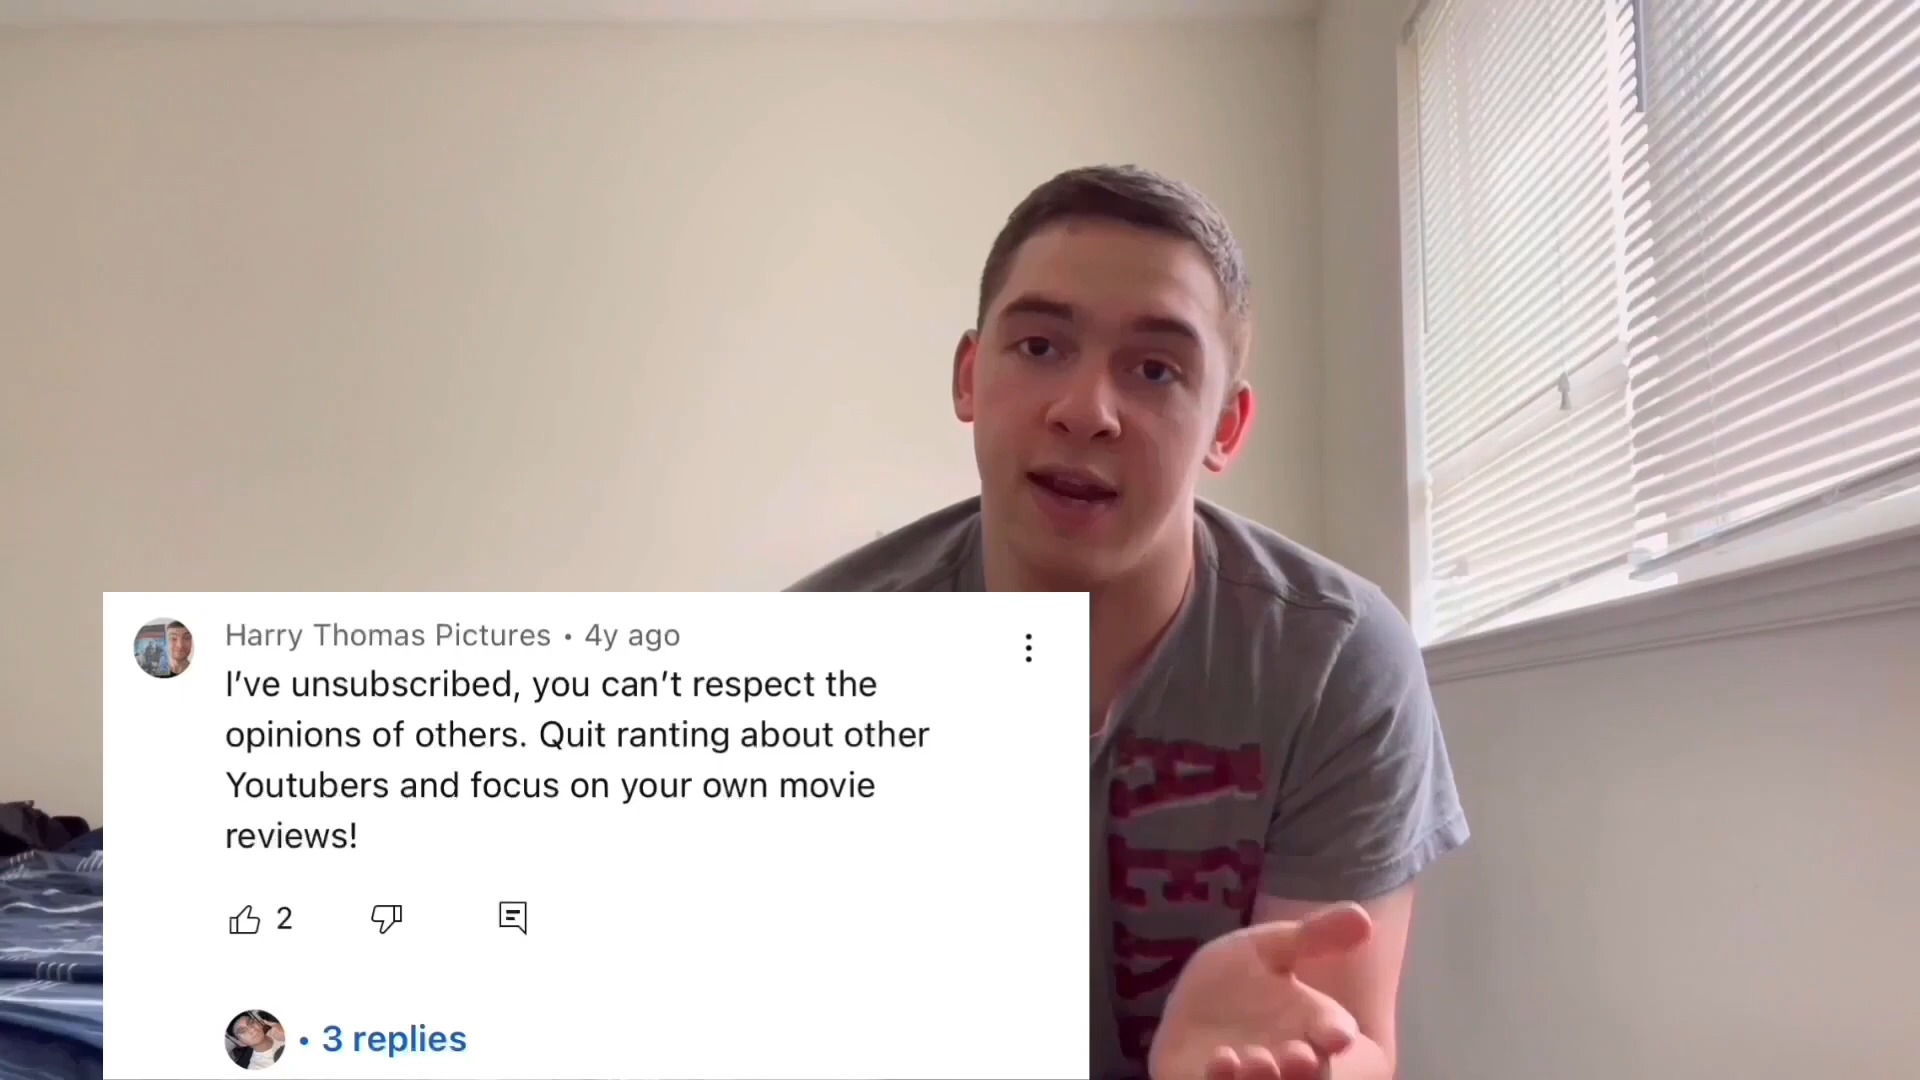 Harry Thomas Pictures • 4y ago
I’ve unsubscribed, you can’t respect the
opinions of others. Quit ranting about other
Youtubers and focus on your own movie
reviews!
2
• 3 replies